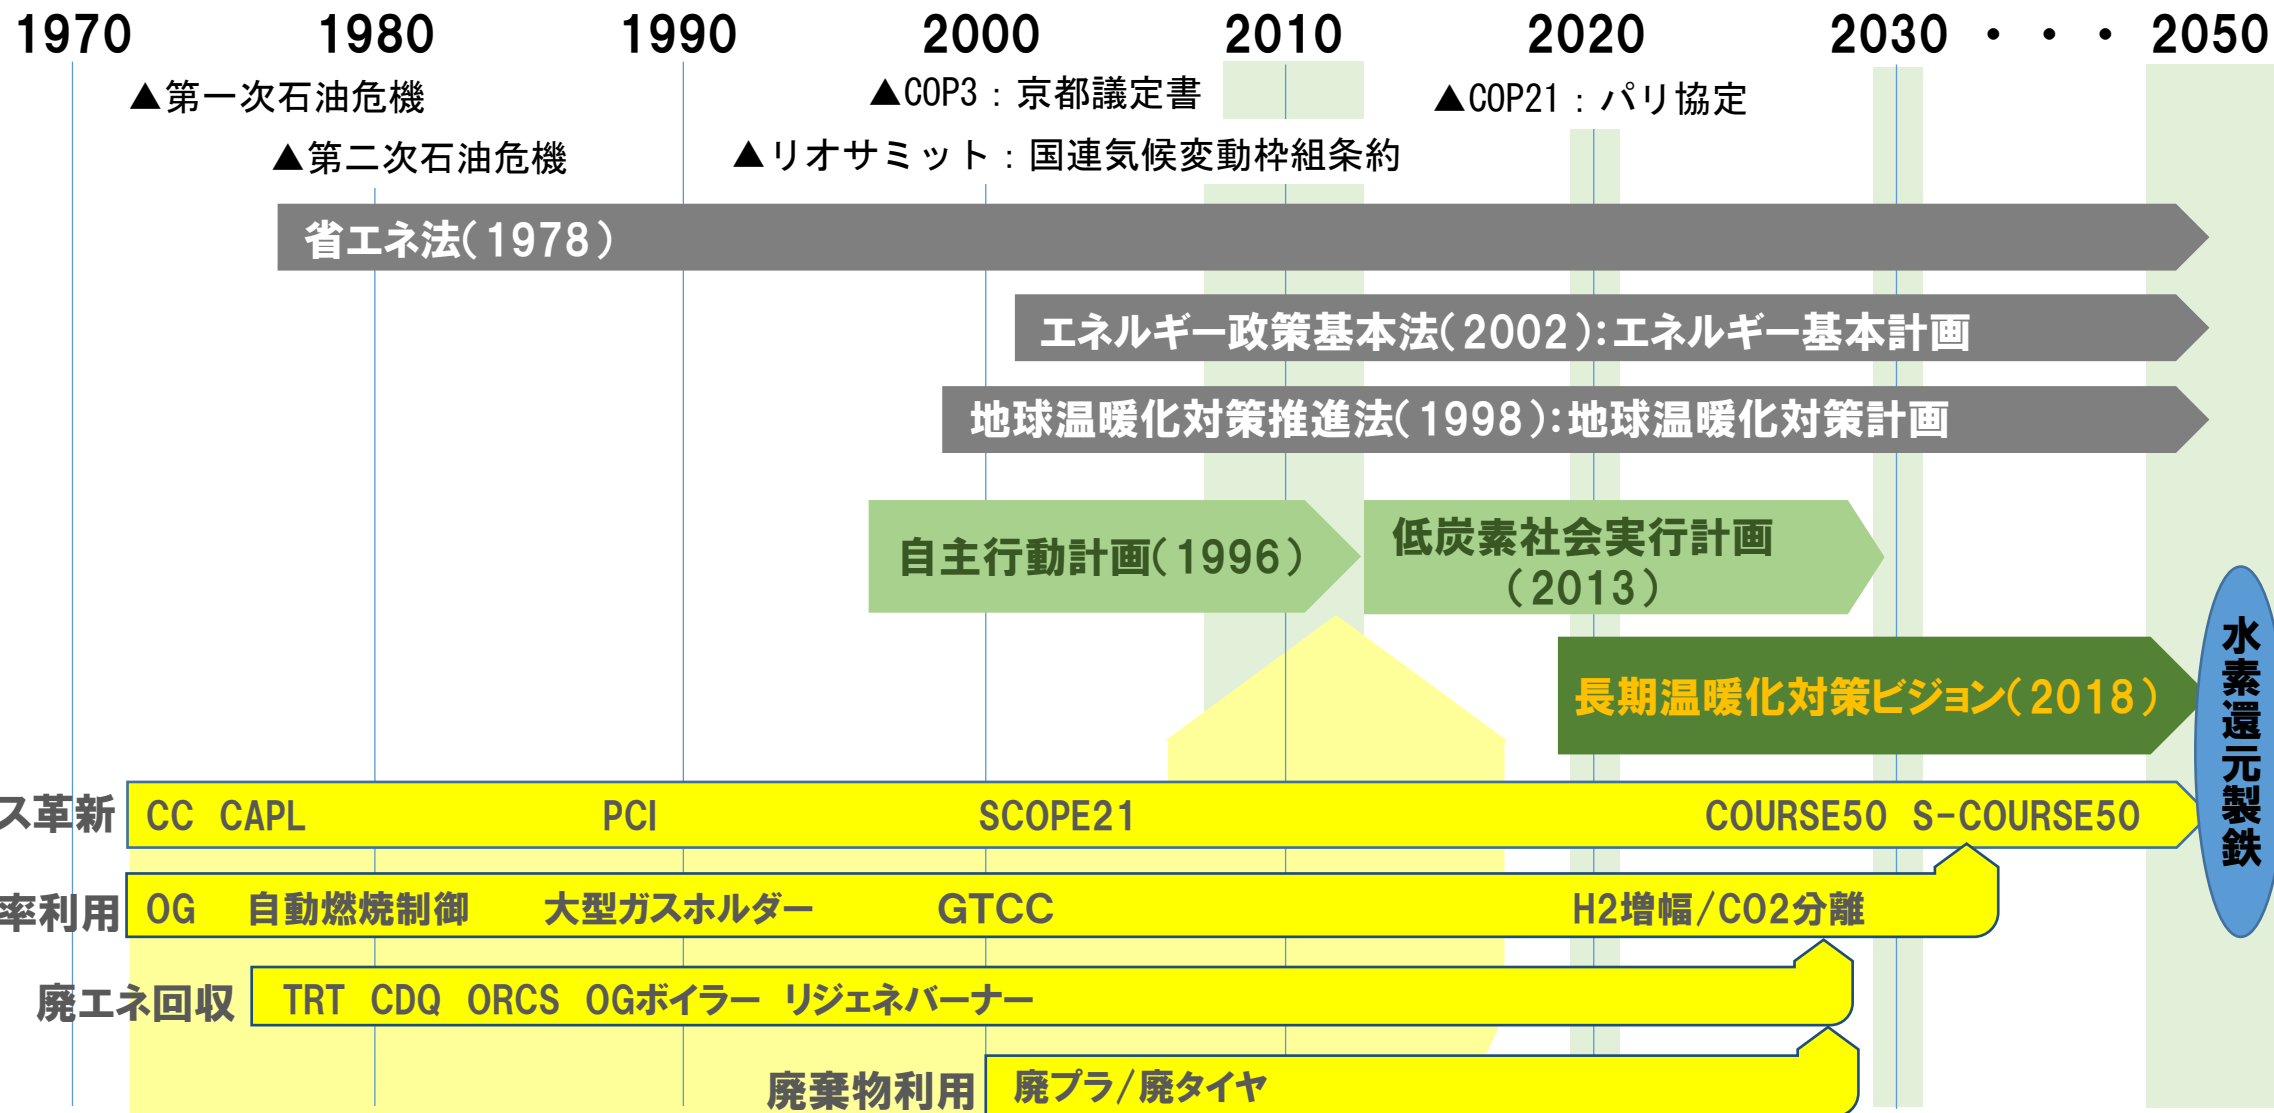 1970 1980 1990 2000 2010 2020 2030 ・・・ 2050
▲第一次石油危機
▲COP3：京都議定書
▲COP21：パリ協定
▲第二次石油危機
▲リオサミット：国連気候変動枠組条約
省エネ法(1978)
エネルギー政策基本法(2002):エネルギー基本計画
地球温暖化対策推進法(1998):地球温暖化対策計画
自主行動計画(1996)
低炭素社会実行計画
(2013)
長期温暖化対策ビジョン(2018)
水素還元製鉄
ス革新 CC CAPL PCI SCOPE21 COURSE50 S-COURSE50
率利用 OG 自動燃焼制御 大型ガスホルダー GTCC H2増幅/CO2分離
廃エネ回収 TRT CDQ ORCS OGボイラー リジェネバーナー
廃棄物利用 廃プラ/廃タイヤ